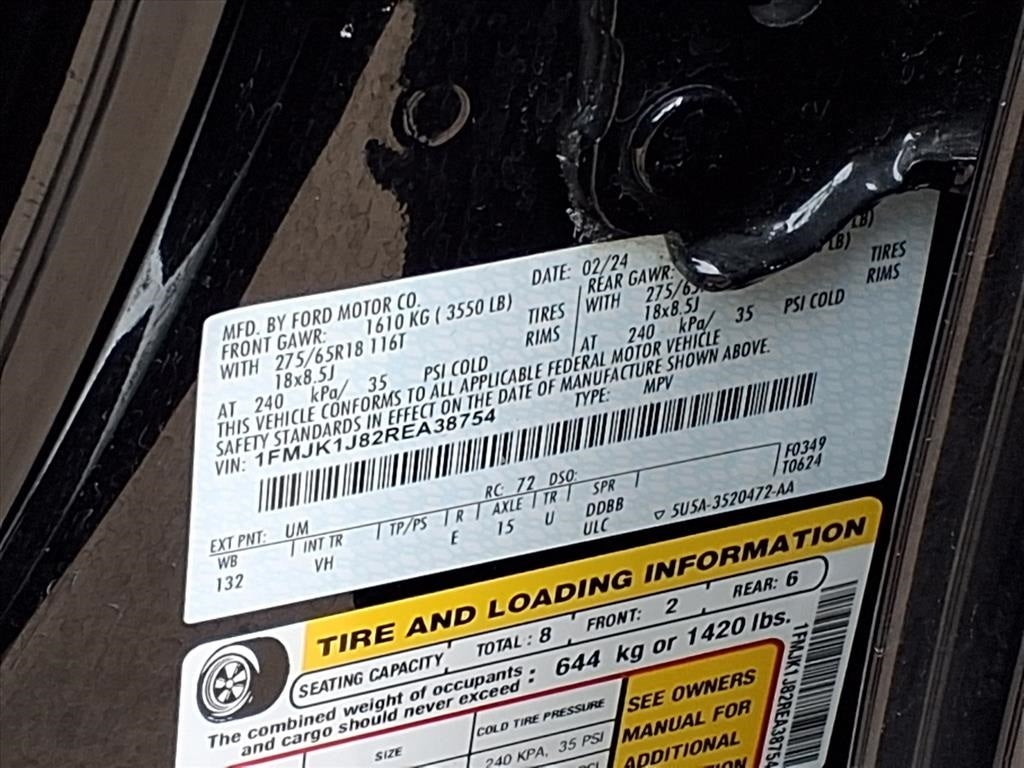 MFD. BY FORD MOTOR CO.
DATE: 02/24
FRONT GAWR: 1610 KG ( 3550 LB)
REAR GAWR:
LB)
LB)
WITH 275/65R18 116T TIRES
WITH 275/65 TIRES
18x8.5J RIMS
18x8.5J RIMS
AT 240 kPa/ 35 PSI COLD
AT 240 kPa/ 35 PSI COLD
THIS VEHICLE CONFORMS TO ALL APPLICABLE FEDERAL MOTOR VEHICLE
SAFETY STANDARDS IN EFFECT ON THE DATE OF MANUFACTURE SHOWN ABOVE.
VIN: 1FMJK1J82REA38754
TYPE: MPV
F0349
T0624
EXT PNT: UM RC: 72 DSO:
WB INT TR TP/PS R AXLE TR SPR
132 VH E 15 U DDBB
ULC
▽ 5U5A-3520472-AA
TIRE AND LOADING INFORMATION
SEATING CAPACITY TOTAL : 8 FRONT: 2 REAR: 6
The combined weight of occupants
and cargo should never exceed : 644 kg or 1420 lbs.
SIZE COLD TIRE PRESSURE
240 KPA, 35 PSI
SEE OWNERS
MANUAL FOR
ADDITIONAL
1FMJK1J82REA38754